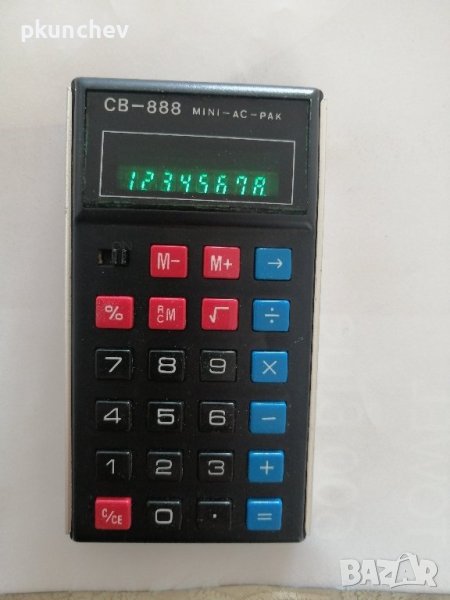 pkunchev
CB-888 MINI-AC-PAK
12345678
M- M+ →
% RCM √ ÷
7 8 9 ×
4 5 6 −
1 2 3 +
C/CE 0 . =
BAZAR